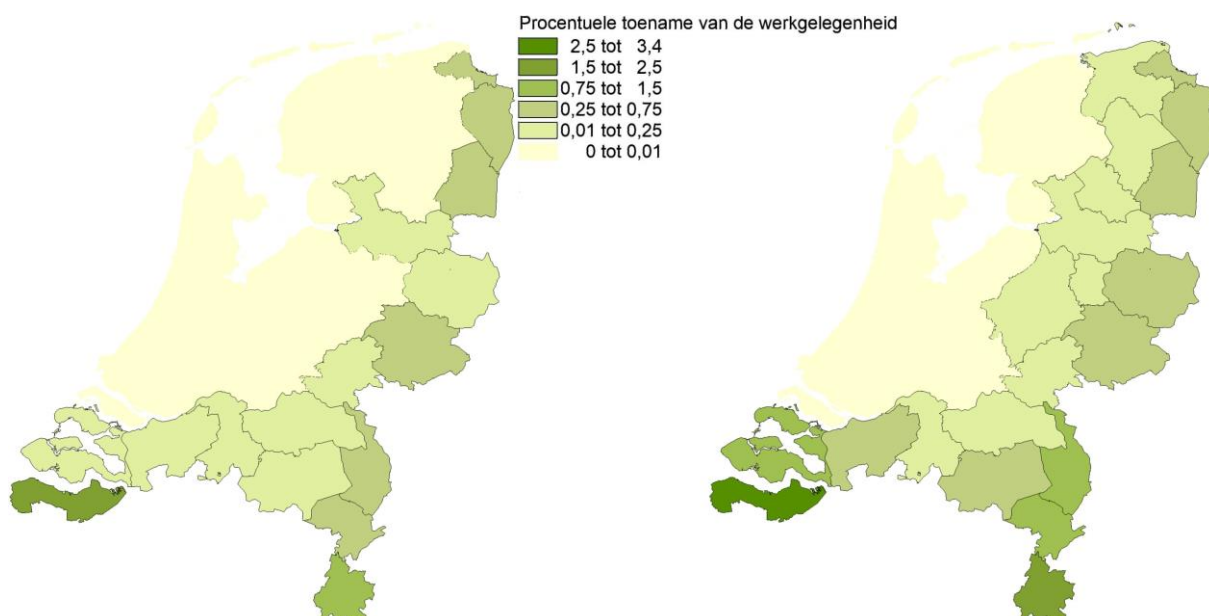 Procentuele toename van de werkgelegenheid
2,5 tot 3,4
1,5 tot 2,5
0,75 tot 1,5
0,25 tot 0,75
0,01 tot 0,25
0 tot 0,01